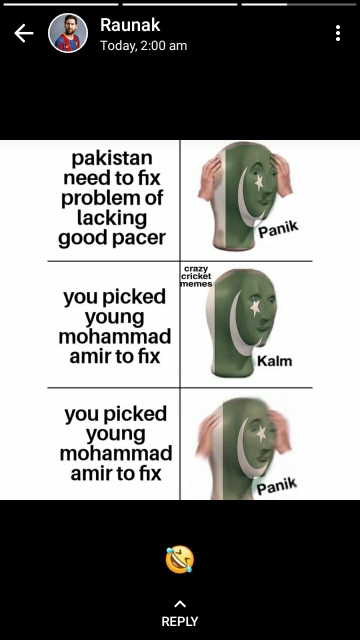 Raunak
Today, 2:00 am
pakistan
need to fix
problem of
lacking
good pacer
Panik
crazy
cricket
memes
you picked
young
mohammad
amir to fix
Kalm
you picked
young
mohammad
amir to fix
Panik
🤣
REPLY